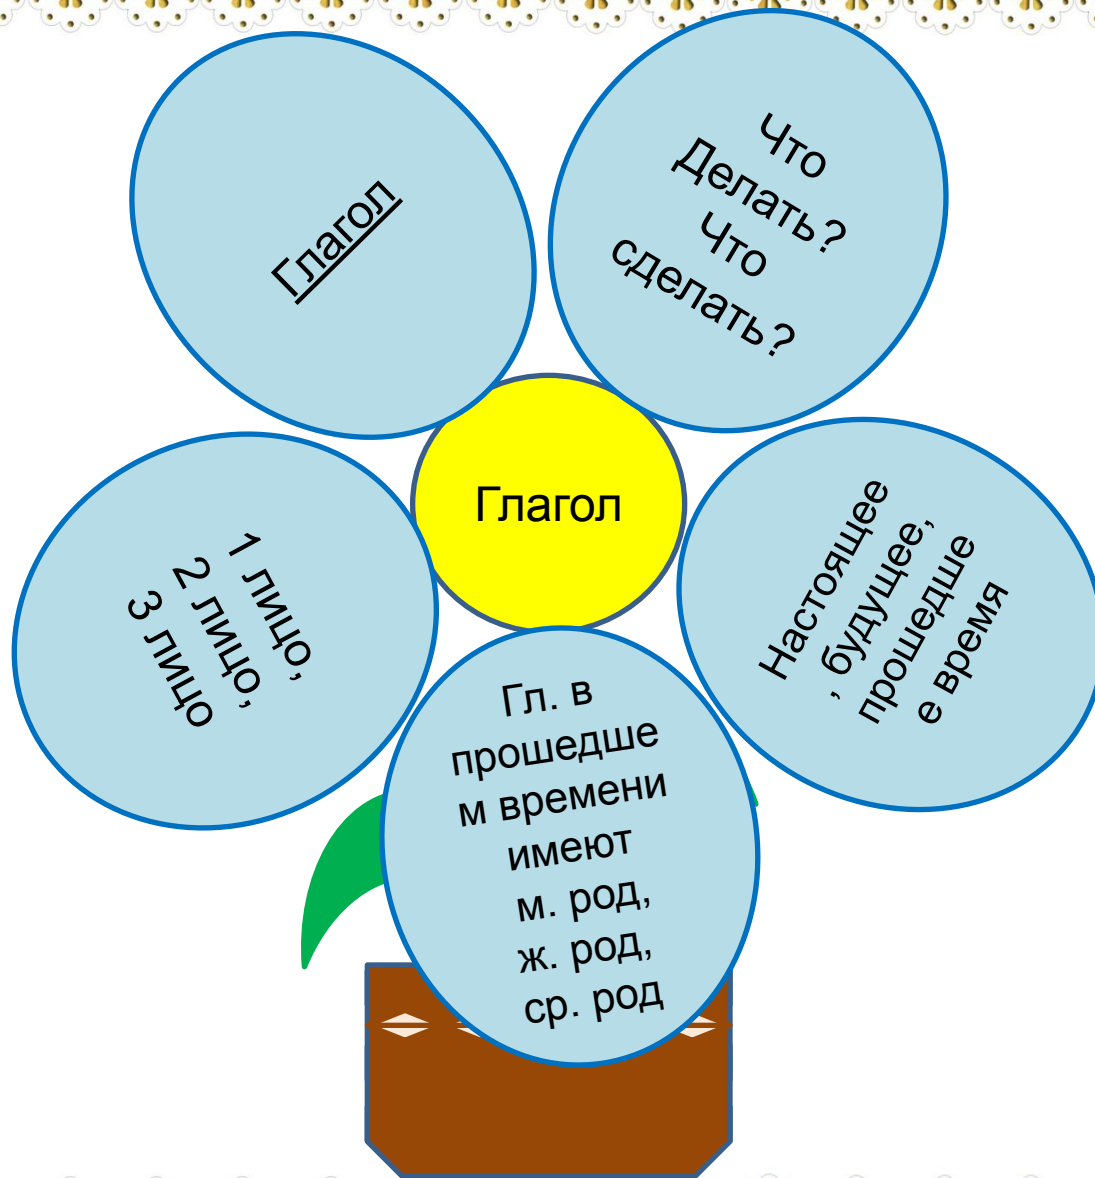 Глагол
Что
Делать?
Что
сделать?
Глагол
Настоящее
, будущее,
прошедше
е время
1 лицо,
2 лицо,
3 лицо
Гл. в
прошедше
м времени
имеют
м. род,
ж. род,
ср. род